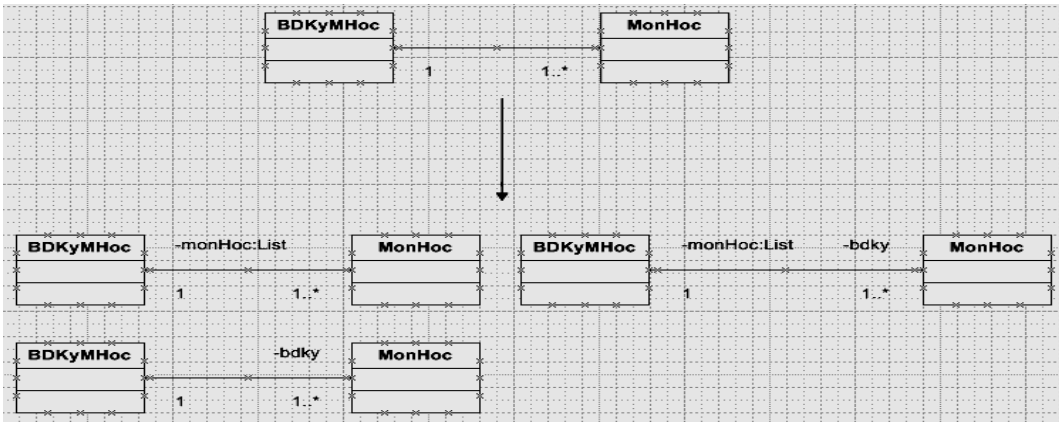 BDKyMHoc MonHoc
1 1..*
BDKyMHoc -monHoc:List MonHoc
1 1..*
BDKyMHoc -monHoc:List -bdky MonHoc
1 1..*
BDKyMHoc -bdky MonHoc
1 1..*